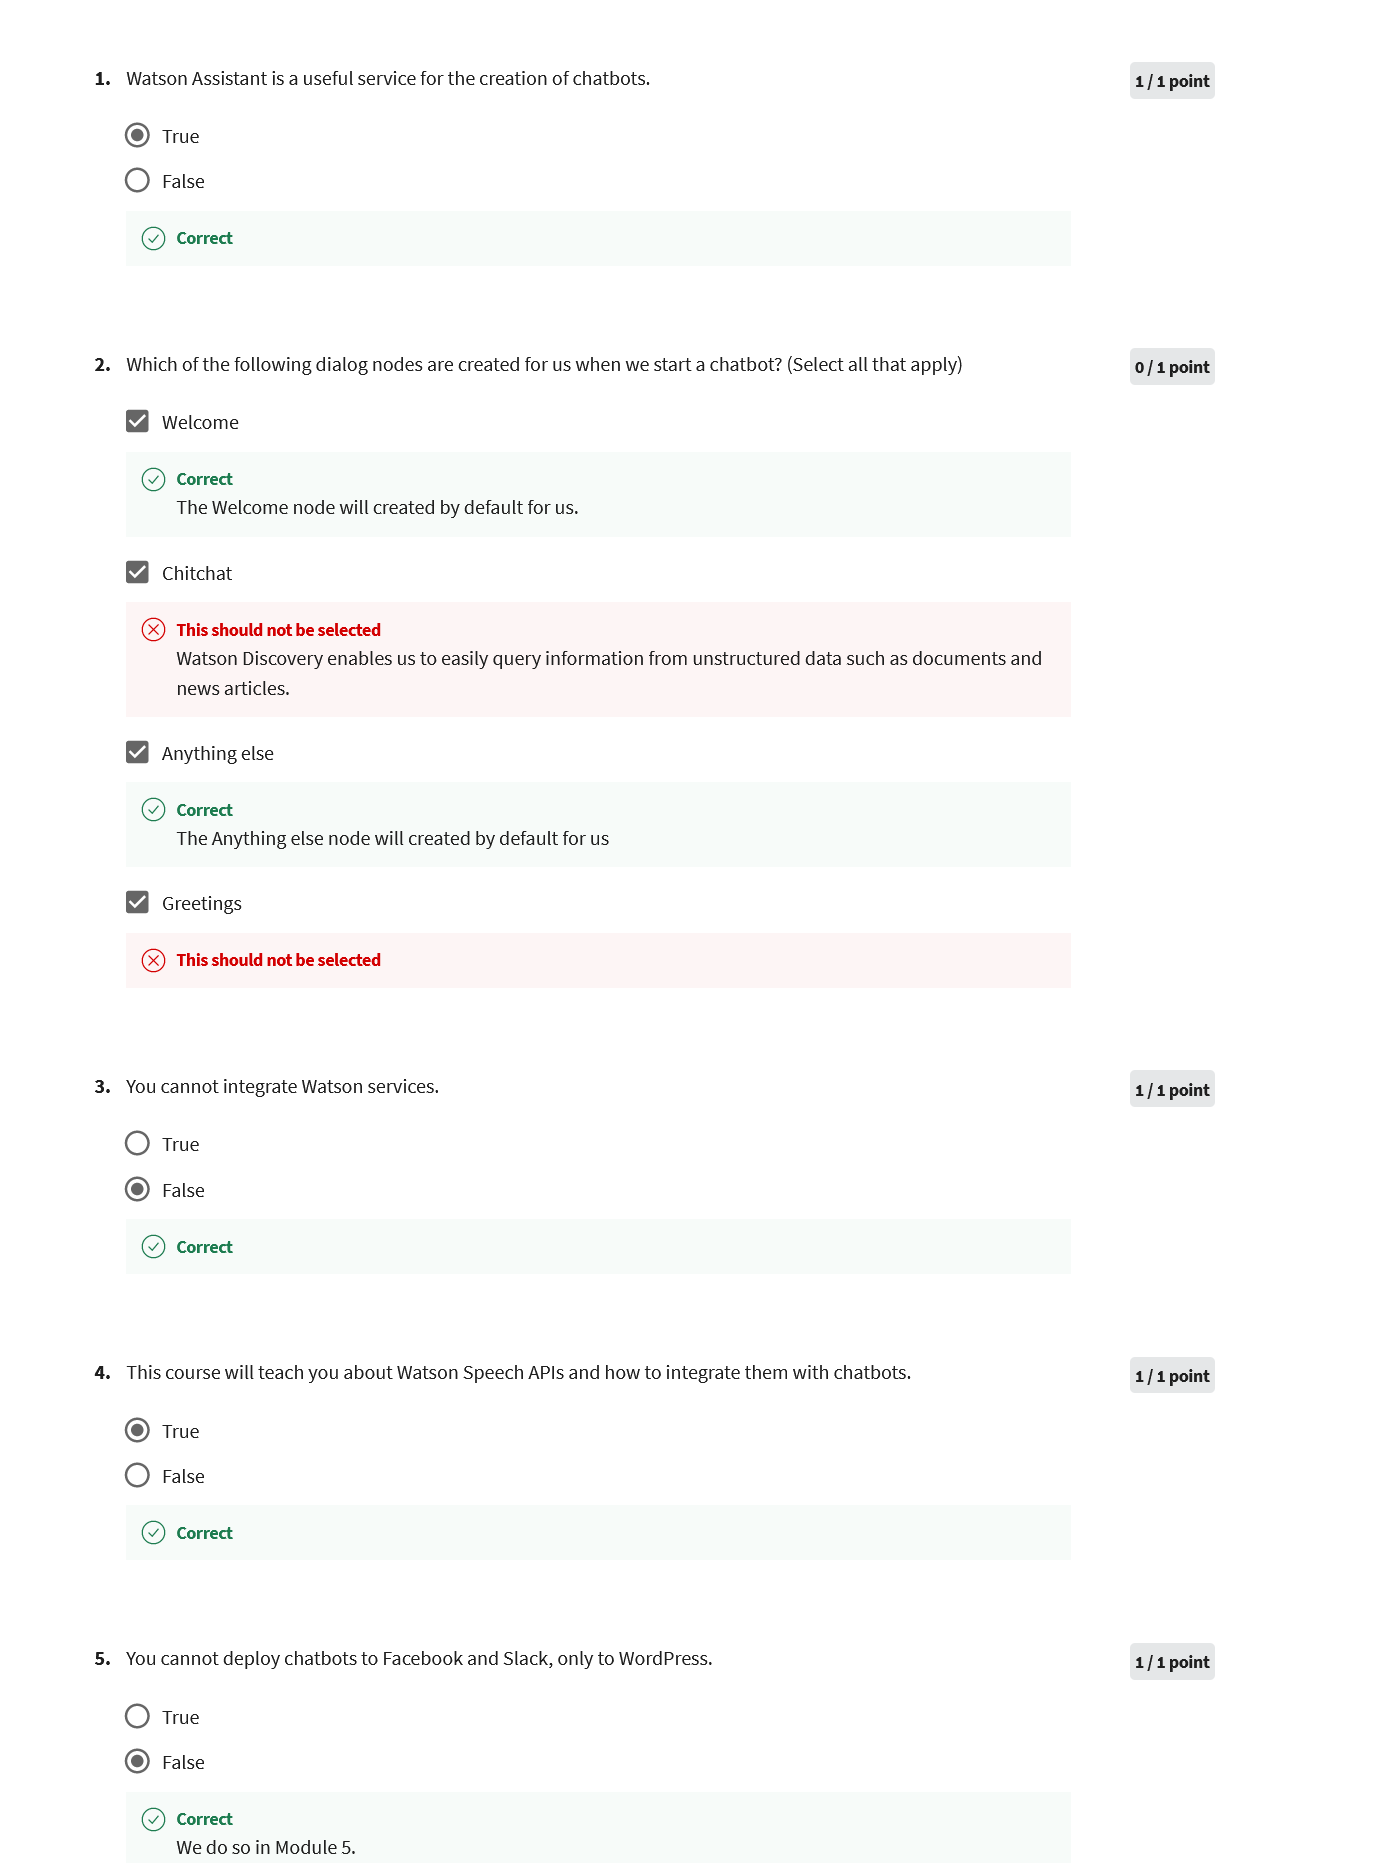 1. Watson Assistant is a useful service for the creation of chatbots.
1 / 1 point
True
False
Correct
2. Which of the following dialog nodes are created for us when we start a chatbot? (Select all that apply)
0 / 1 point
Welcome
Correct
The Welcome node will created by default for us.
Chitchat
This should not be selected
Watson Discovery enables us to easily query information from unstructured data such as documents and
news articles.
Anything else
Correct
The Anything else node will created by default for us
Greetings
This should not be selected
3. You cannot integrate Watson services.
1 / 1 point
True
False
Correct
4. This course will teach you about Watson Speech APIs and how to integrate them with chatbots.
1 / 1 point
True
False
Correct
5. You cannot deploy chatbots to Facebook and Slack, only to WordPress.
1 / 1 point
True
False
Correct
We do so in Module 5.